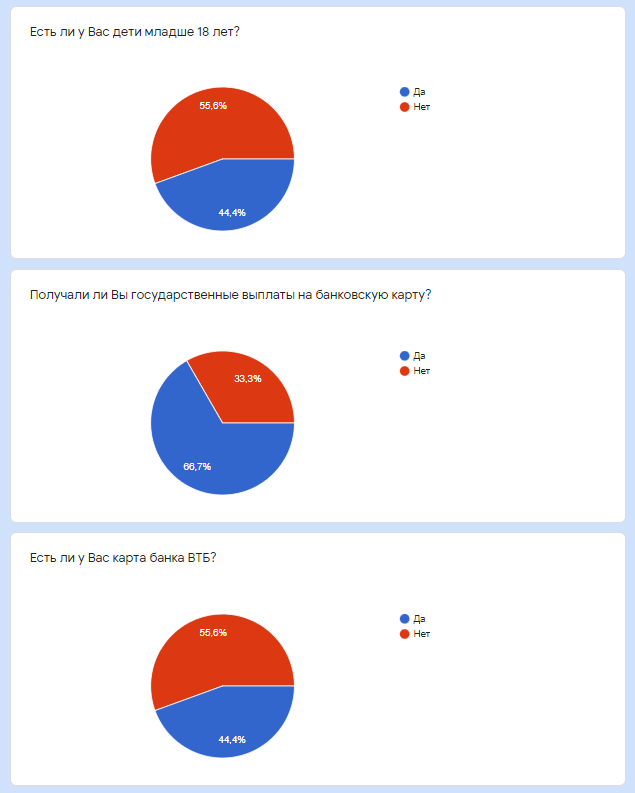 Есть ли у Вас дети младше 18 лет?
Да
Нет
55,6%
44,4%
Получали ли Вы государственные выплаты на банковскую карту?
Да
Нет
33,3%
66,7%
Есть ли у Вас карта банка ВТБ?
Да
Нет
55,6%
44,4%